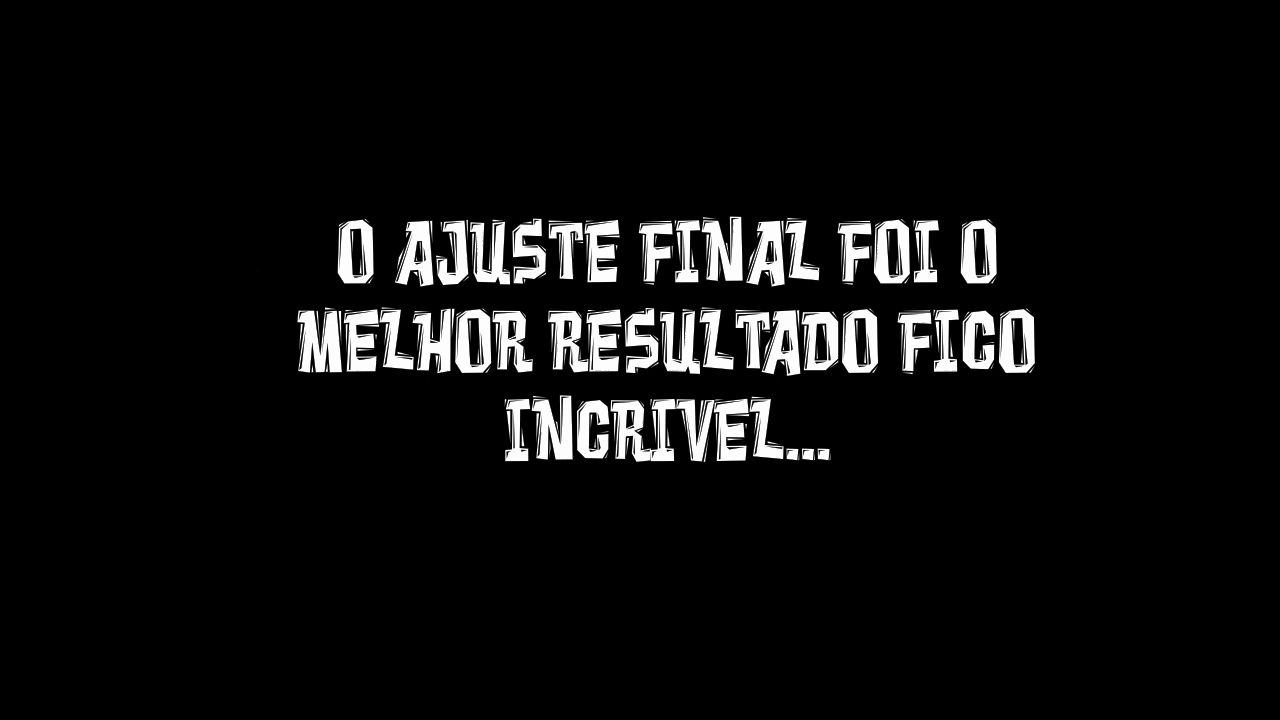 O AJUSTE FINAL FOI O
MELHOR RESULTADO FICO
INCRIVEL...